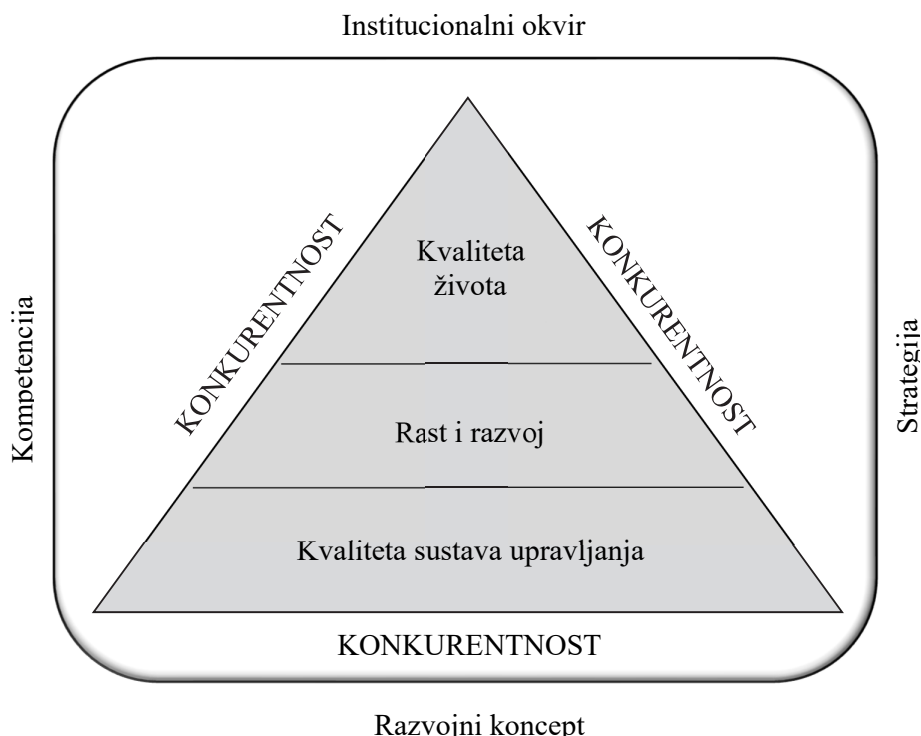 Institucionalni okvir
Kompetencija
KONKURENTNOST
KONKURENTNOST
Strategija
Kvaliteta
života
Rast i razvoj
Kvaliteta sustava upravljanja
KONKURENTNOST
Razvojni koncept